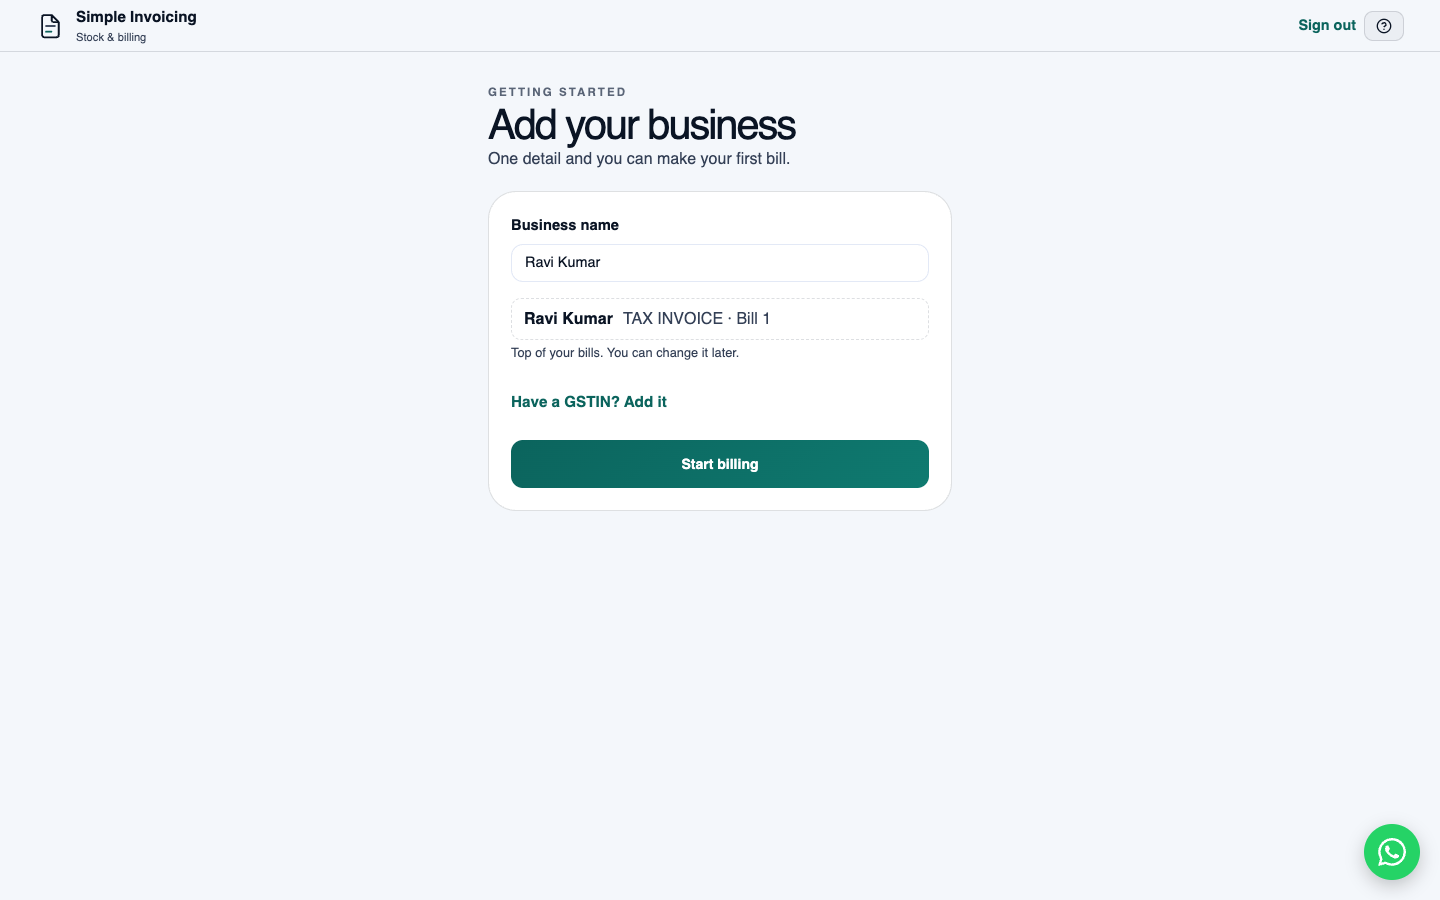 Simple Invoicing
Stock & billing
Sign out
GETTING STARTED
Add your business
One detail and you can make your first bill.
Business name
Ravi Kumar
Ravi Kumar TAX INVOICE · Bill 1
Top of your bills. You can change it later.
Have a GSTIN? Add it
Start billing